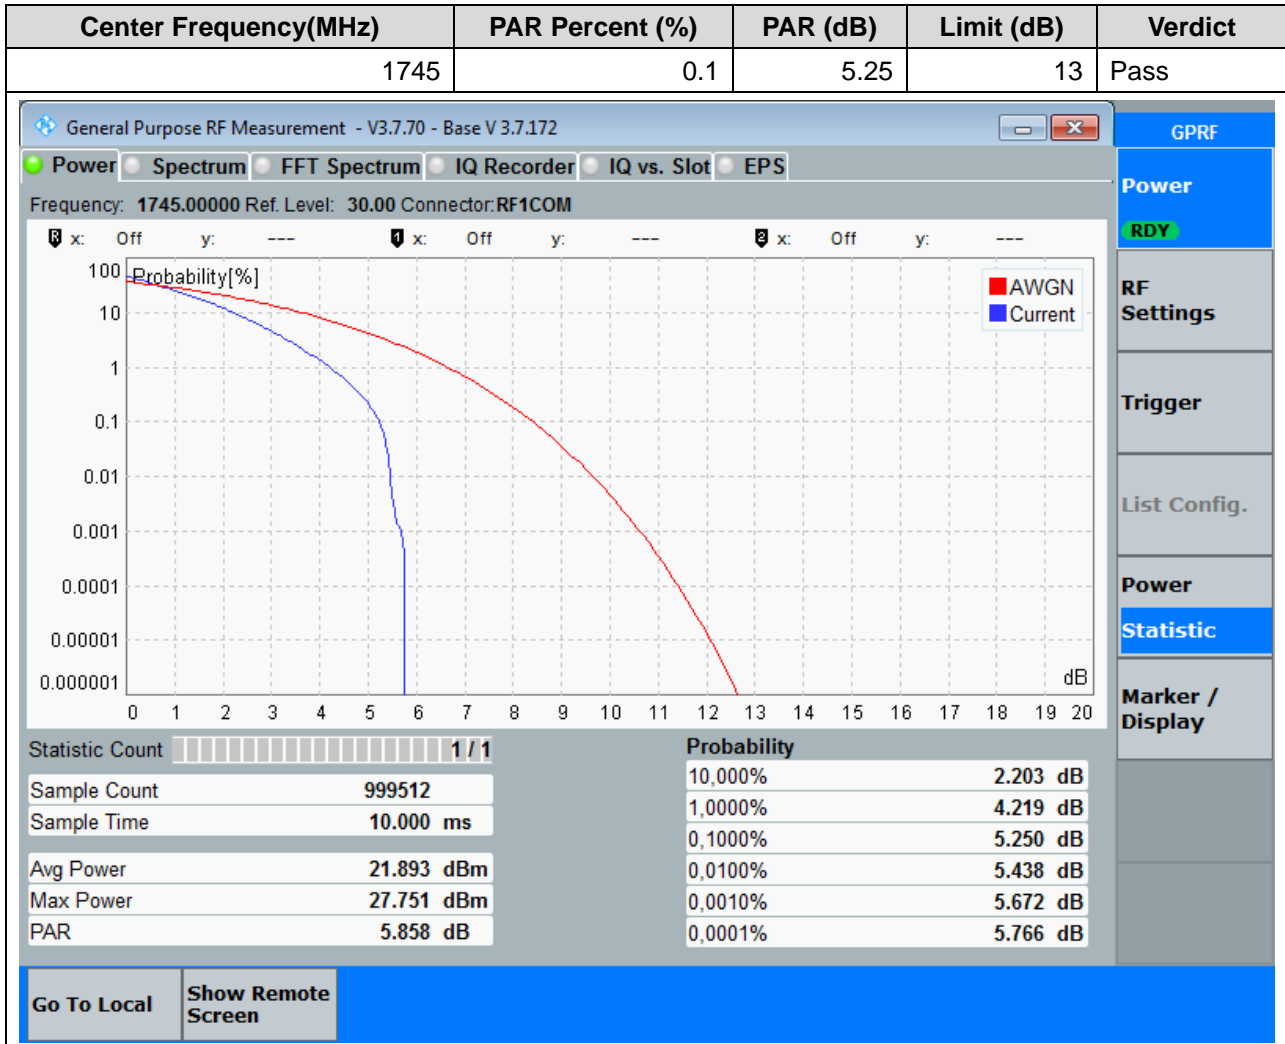 Center Frequency(MHz) PAR Percent (%) PAR (dB) Limit (dB) Verdict
1745 0.1 5.25 13 Pass
General Purpose RF Measurement - V3.7.70 - Base V 3.7.172
GPRF
Power Spectrum FFT Spectrum IQ Recorder IQ vs. Slot EPS
Power
RDY
Frequency: 1745.00000 Ref. Level: 30.00 Connector:RF1COM
R x: Off y: --- 1 x: Off y: --- 2 x: Off y: ---
Probability[%]
AWGN
Current
100
10
1
0.1
0.01
0.001
0.0001
0.00001
0.000001
dB
0 1 2 3 4 5 6 7 8 9 10 11 12 13 14 15 16 17 18 19 20
RF
Settings
Trigger
List Config.
Power
Statistic
Marker /
Display
Statistic Count 1 / 1
Sample Count 999512
Sample Time 10.000 ms
Avg Power 21.893 dBm
Max Power 27.751 dBm
PAR 5.858 dB
Probability
10,000% 2.203 dB
1,0000% 4.219 dB
0,1000% 5.250 dB
0,0100% 5.438 dB
0,0010% 5.672 dB
0,0001% 5.766 dB
Go To Local
Show Remote
Screen